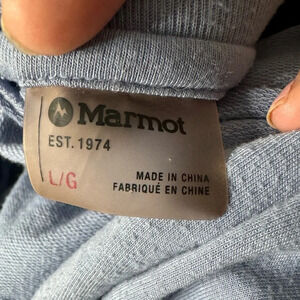 Marmot
EST. 1974
L/G
MADE IN CHINA
FABRIQUÉ EN CHINE